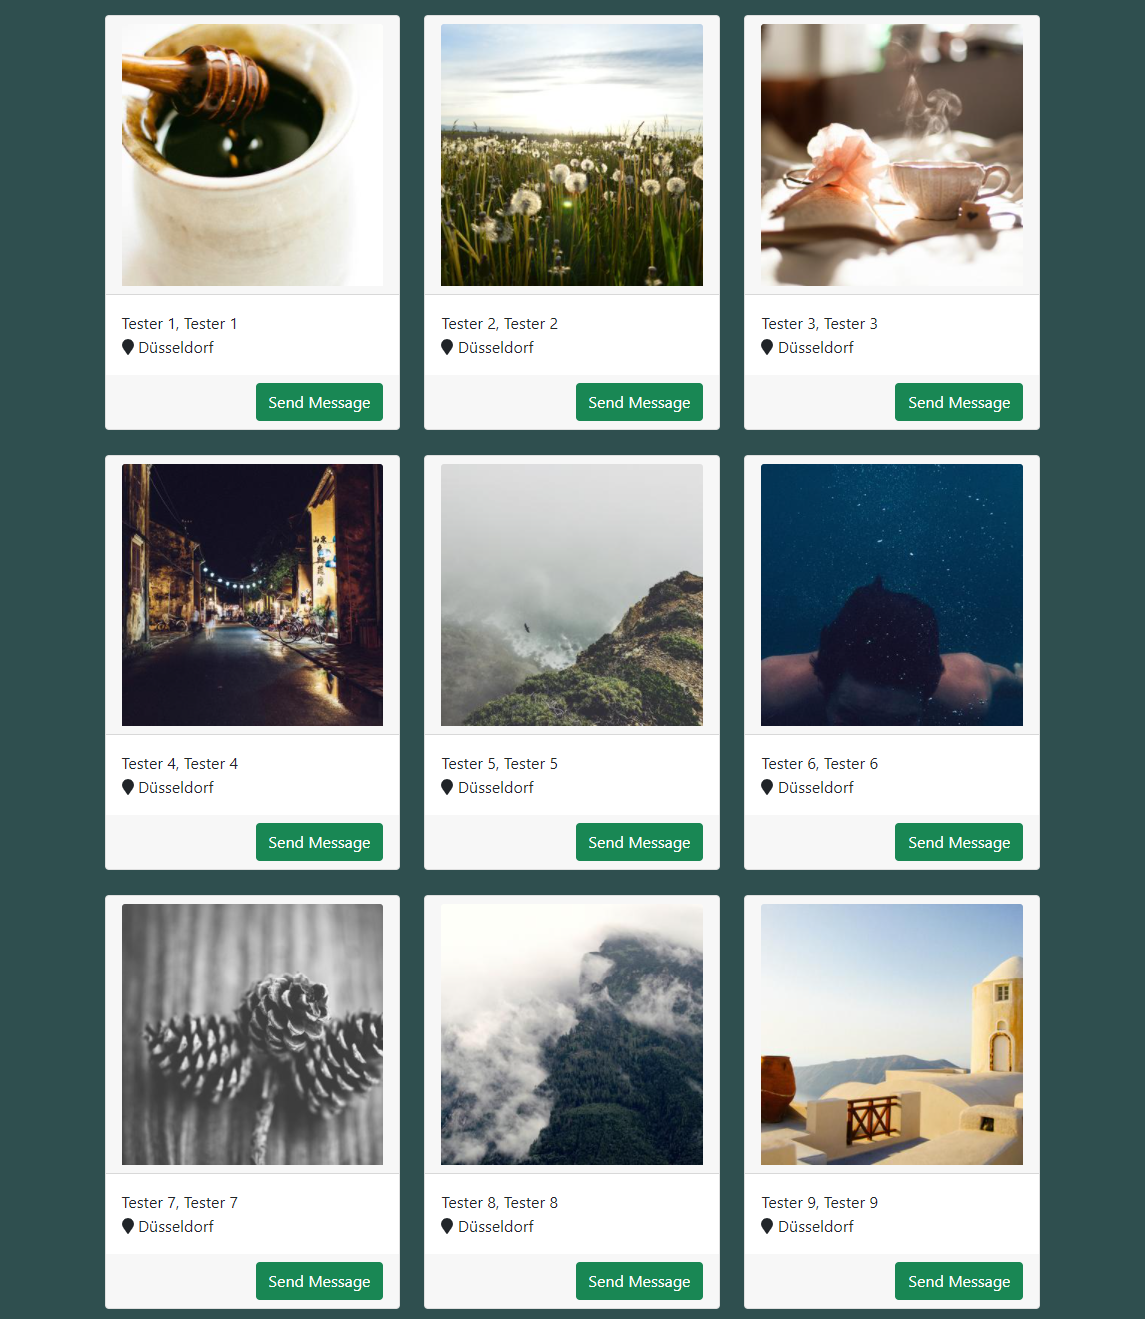 Tester 1, Tester 1
Düsseldorf
Send Message
Tester 2, Tester 2
Düsseldorf
Send Message
Tester 3, Tester 3
Düsseldorf
Send Message
Tester 4, Tester 4
Düsseldorf
Send Message
Tester 5, Tester 5
Düsseldorf
Send Message
Tester 6, Tester 6
Düsseldorf
Send Message
Tester 7, Tester 7
Düsseldorf
Send Message
Tester 8, Tester 8
Düsseldorf
Send Message
Tester 9, Tester 9
Düsseldorf
Send Message